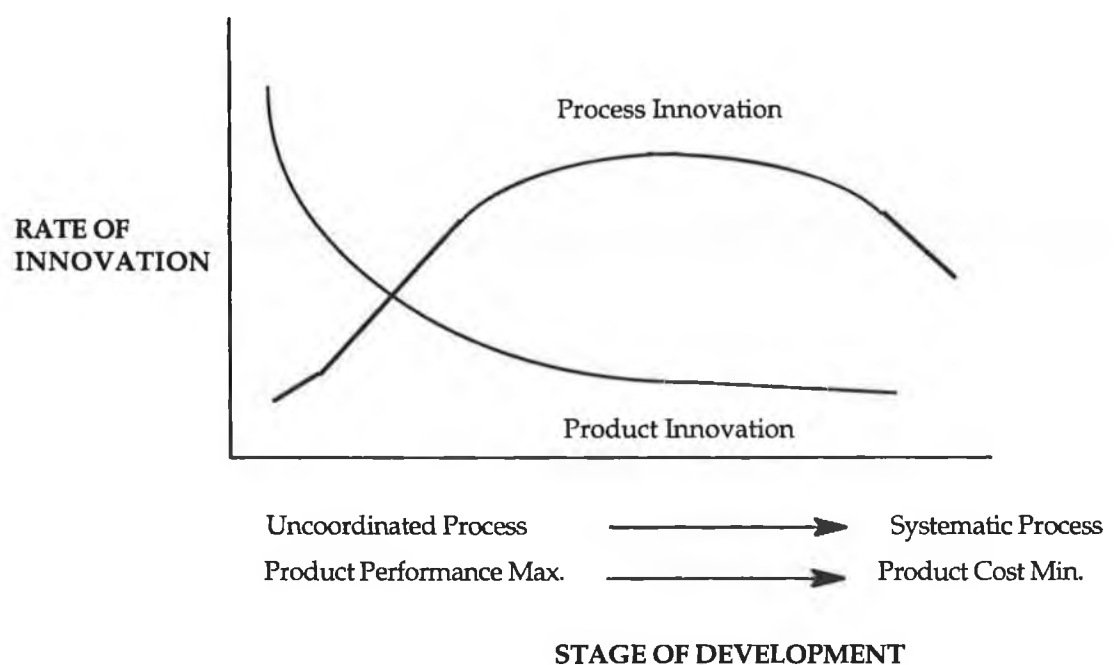 Process Innovation
RATE OF
INNOVATION
Product Innovation
Uncoordinated Process
Systematic Process
Product Performance Max.
Product Cost Min.
STAGE OF DEVELOPMENT